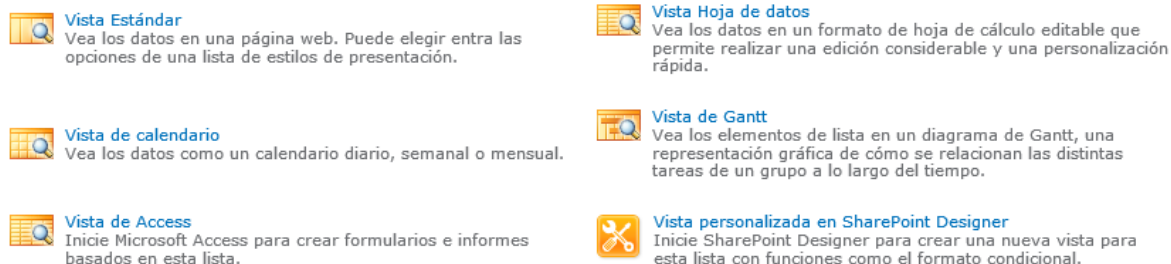 Vista Estándar
Vea los datos en una página web. Puede elegir entra las
opciones de una lista de estilos de presentación.
Vista Hoja de datos
Vea los datos en un formato de hoja de cálculo editable que
permite realizar una edición considerable y una personalización
rápida.
Vista de calendario
Vea los datos como un calendario diario, semanal o mensual.
Vista de Gantt
Vea los elementos de lista en un diagrama de Gantt, una
representación gráfica de cómo se relacionan las distintas
tareas de un grupo a lo largo del tiempo.
Vista de Access
Inicie Microsoft Access para crear formularios e informes
basados en esta lista.
Vista personalizada en SharePoint Designer
Inicie SharePoint Designer para crear una nueva vista para
esta lista con funciones como el formato condicional.